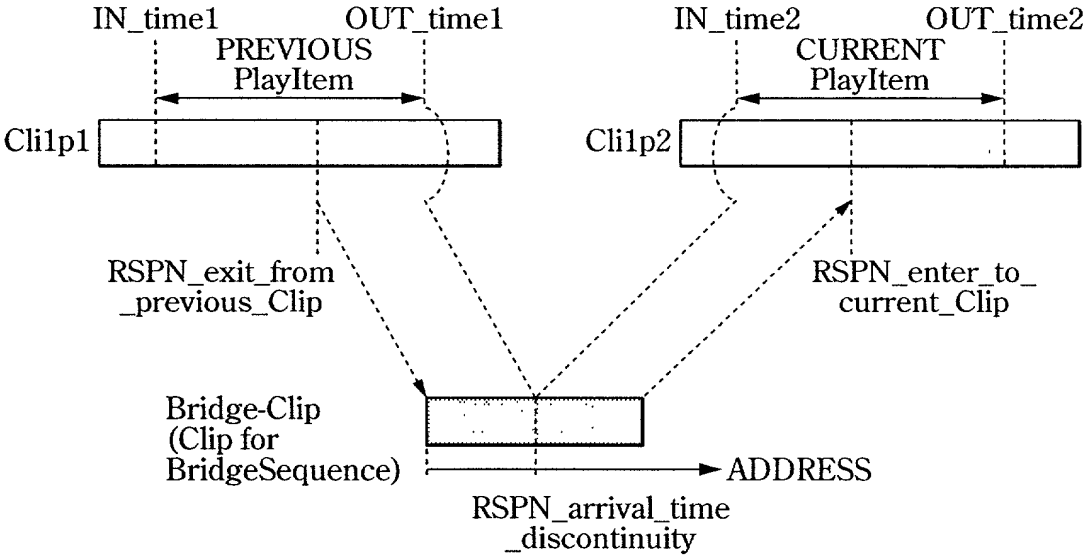 IN_time1
OUT_time1
IN_time2
OUT_time2
PREVIOUS
PlayItem
CURRENT
PlayItem
Cli1p1
Cli1p2
RSPN_exit_from
_previous_Clip
RSPN_enter_to_
current_Clip
Bridge-Clip
(Clip for
BridgeSequence)
ADDRESS
RSPN_arrival_time
_discontinuity